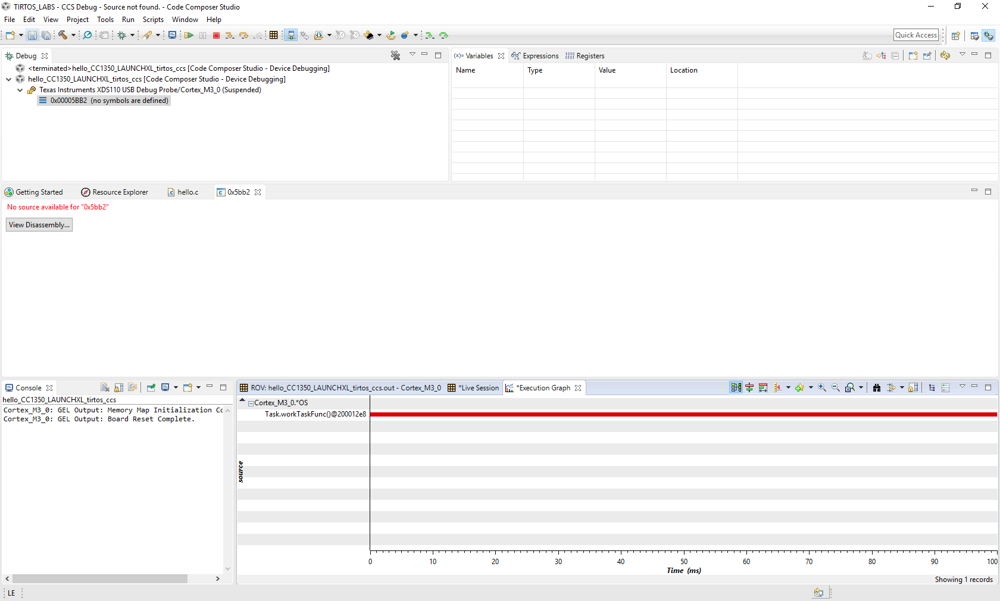 TIRTOS_LABS - CCS Debug - Source not found. - Code Composer Studio
File Edit View Project Tools Run Scripts Window Help
Quick Access
Debug
<terminated>hello_CC1350_LAUNCHXL_tirtos_ccs [Code Composer Studio - Device Debugging]
hello_CC1350_LAUNCHXL_tirtos_ccs [Code Composer Studio - Device Debugging]
Texas Instruments XDS110 USB Debug Probe/Cortex_M3_0 (Suspended)
0x00005BB2 (no symbols are defined)
(x)= Variables Expressions 1010 0101 Registers
Name Type Value Location
Getting Started Resource Explorer .c hello.c c 0x5bb2
No source available for "0x5bb2"
View Disassembly...
Console
hello_CC1350_LAUNCHXL_tirtos_ccs
Cortex_M3_0: GEL Output: Memory Map Initialization Cc
Cortex_M3_0: GEL Output: Board Reset Complete.
ROV: hello_CC1350_LAUNCHXL_tirtos_ccs.out - Cortex_M3_0 *Live Session *Execution Graph
Cortex_M3_0.*OS
Task.workTaskFunc()@200012e8
source
0 10 20 30 40 50 60 70 80 90 100
Time (ms)
Showing 1 records
LE